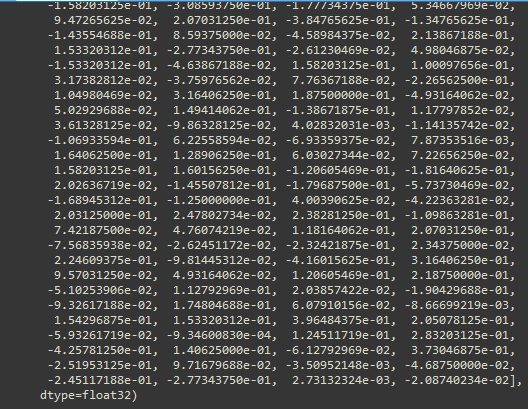 -1.58203125e-01, -3.08593750e-01, -1.77734375e-01, 5.34667969e-02,
9.47265625e-02, 2.07031250e-01, -3.84765625e-01, -1.34765625e-01,
-1.43554688e-01, 8.59375000e-02, -4.58984375e-02, 2.13867188e-01,
1.53320312e-01, -2.77343750e-01, -2.61230469e-02, 4.98046875e-02,
-1.53320312e-01, -4.63867188e-02, 1.58203125e-01, 1.00097656e-01,
3.17382812e-02, -3.75976562e-02, 7.76367188e-02, -2.26562500e-01,
1.04980469e-02, 3.16406250e-01, 1.87500000e-01, -4.93164062e-02,
5.02929688e-02, 1.49414062e-01, -1.38671875e-01, 1.17797852e-02,
3.61328125e-02, -9.86328125e-02, 4.02832031e-03, -1.14135742e-02,
-1.06933594e-01, 6.22558594e-02, -6.93359375e-02, 7.87353516e-03,
1.64062500e-01, 1.28906250e-01, 6.03027344e-02, 7.22656250e-02,
1.58203125e-01, 1.60156250e-01, -1.20605469e-01, -1.81640625e-01,
2.02636719e-02, -1.45507812e-01, -1.79687500e-01, -5.73730469e-02,
-1.68945312e-01, -1.25000000e-01, 4.00390625e-02, -4.22363281e-02,
2.03125000e-01, 2.47802734e-02, 2.38281250e-01, -1.09863281e-01,
7.42187500e-02, 4.76074219e-02, 1.18164062e-01, 2.07031250e-01,
-7.56835938e-02, -2.62451172e-02, -2.32421875e-01, 2.34375000e-02,
2.24609375e-01, -9.81445312e-02, -4.16015625e-01, 3.16406250e-01,
9.57031250e-02, 4.93164062e-02, 1.20605469e-01, 2.18750000e-01,
-5.10253906e-02, 1.12792969e-01, 2.03857422e-02, -1.90429688e-01,
-9.32617188e-02, 1.74804688e-01, 6.07910156e-02, -8.66699219e-03,
1.54296875e-01, 1.53320312e-01, 3.96484375e-01, 2.05078125e-01,
-5.93261719e-02, -9.34600830e-04, 1.24511719e-01, 2.83203125e-01,
-4.25781250e-01, 1.40625000e-01, -6.12792969e-02, 3.73046875e-01,
-2.51953125e-01, 9.71679688e-02, -3.50952148e-03, -4.68750000e-02,
-2.45117188e-01, -2.77343750e-01, 2.73132324e-03, -2.08740234e-02],
dtype=float32)